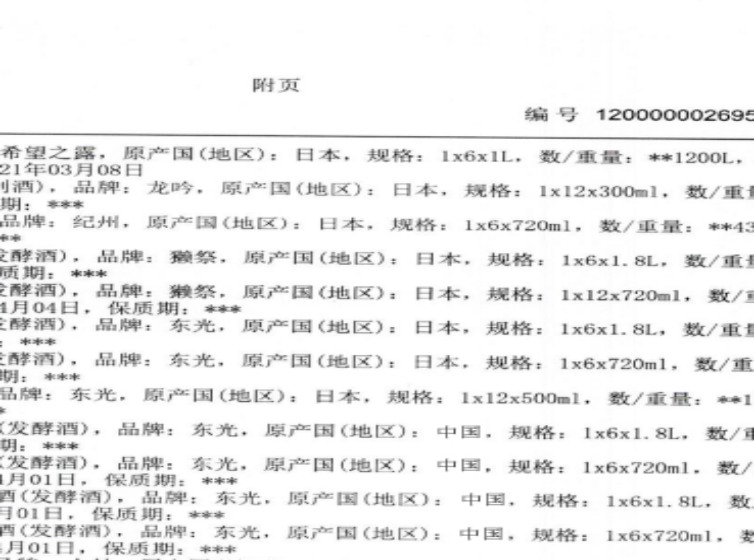 附页
编号 120000002695
希望之露，原产国(地区)：日本，规格：1x6x1L，数/重量：**1200L，
21年03月08日
制酒)，品牌：龙吟，原产国(地区)：日本，规格：1x12x300ml，数/重量
期：***
品牌：纪州，原产国(地区)：日本，规格：1x6x720ml，数/重量：**43
**
发酵酒)，品牌：獭祭，原产国(地区)：日本，规格：1x6x1.8L，数/重量
质期：***
发酵酒)，品牌：獭祭，原产国(地区)：日本，规格：1x12x720ml，数/重
4月04日，保质期：***
发酵酒)，品牌：东光，原产国(地区)：日本，规格：1x6x1.8L，数/重量
：***
发酵酒)，品牌：东光，原产国(地区)：日本，规格：1x6x720ml，数/重
期：***
品牌：东光，原产国(地区)：日本，规格：1x12x500ml，数/重量：**1
*
(发酵酒)，品牌：东光，原产国(地区)：中国，规格：1x6x1.8L，数/重
期：***
(发酵酒)，品牌：东光，原产国(地区)：中国，规格：1x6x720ml，数/
4月01日，保质期：***
酒(发酵酒)，品牌：东光，原产国(地区)：中国，规格：1x6x1.8L，数
月01日，保质期：***
酒(发酵酒)，品牌：东光，原产国(地区)：中国，规格：1x6x720ml，数
月01日，保质期：***